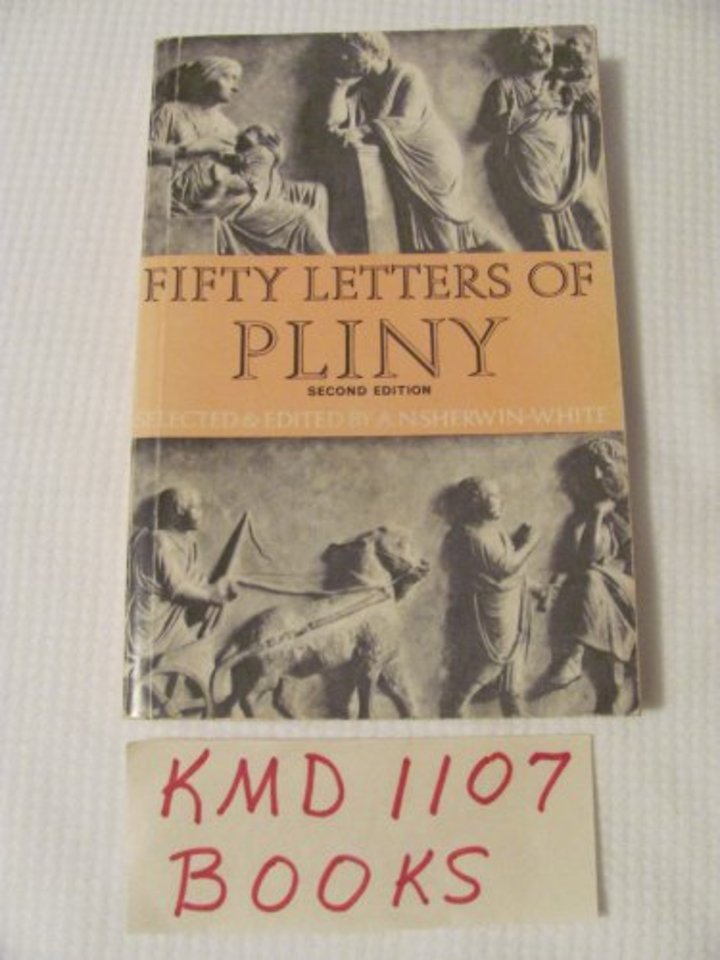 FIFTY LETTERS OF
PLINY
SECOND EDITION
SELECTED & EDITED BY A N SHERWIN-WHITE
KMD 1107
BOOKS